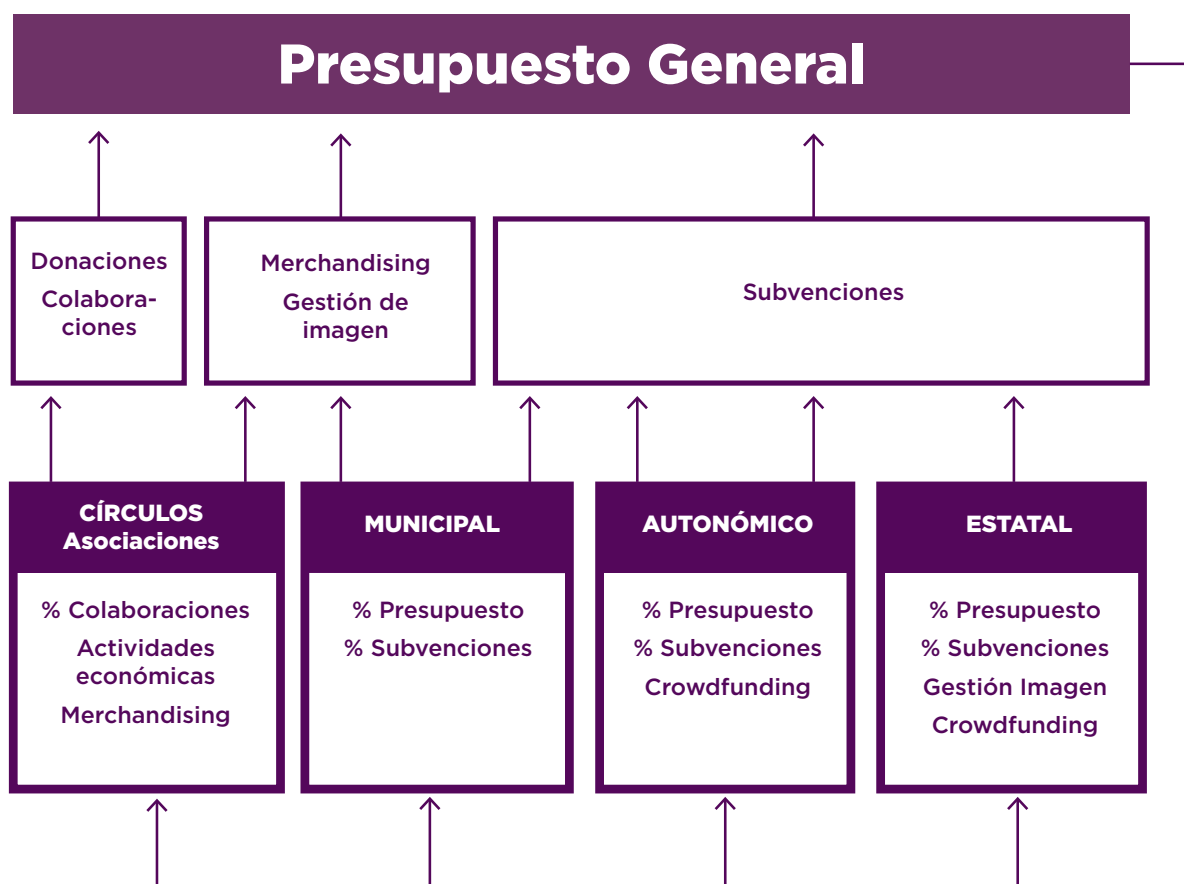 Presupuesto General
Donaciones
Colabora-
ciones
Merchandising
Gestión de
imagen
Subvenciones
CÍRCULOS
Asociaciones
% Colaboraciones
Actividades
económicas
Merchandising
MUNICIPAL
% Presupuesto
% Subvenciones
AUTONÓMICO
% Presupuesto
% Subvenciones
Crowdfunding
ESTATAL
% Presupuesto
% Subvenciones
Gestión Imagen
Crowdfunding